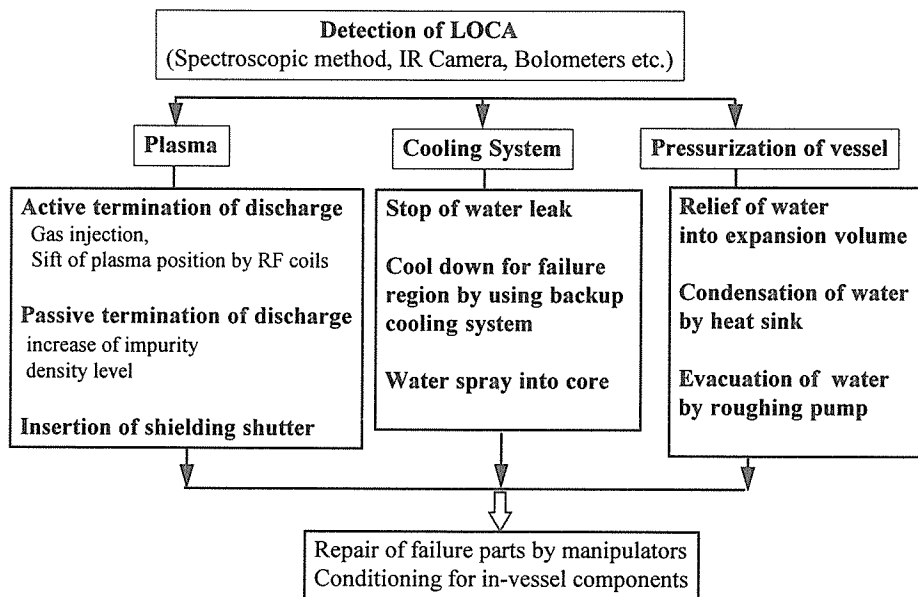 Detection of LOCA
(Spectroscopic method, IR Camera, Bolometers etc.)
Plasma
Active termination of discharge
Gas injection,
Sift of plasma position by RF coils
Passive termination of discharge
increase of impurity
density level
Insertion of shielding shutter
Cooling System
Stop of water leak
Cool down for failure
region by using backup
cooling system
Water spray into core
Pressurization of vessel
Relief of water
into expansion volume
Condensation of water
by heat sink
Evacuation of water
by roughing pump
Repair of failure parts by manipulators
Conditioning for in-vessel components